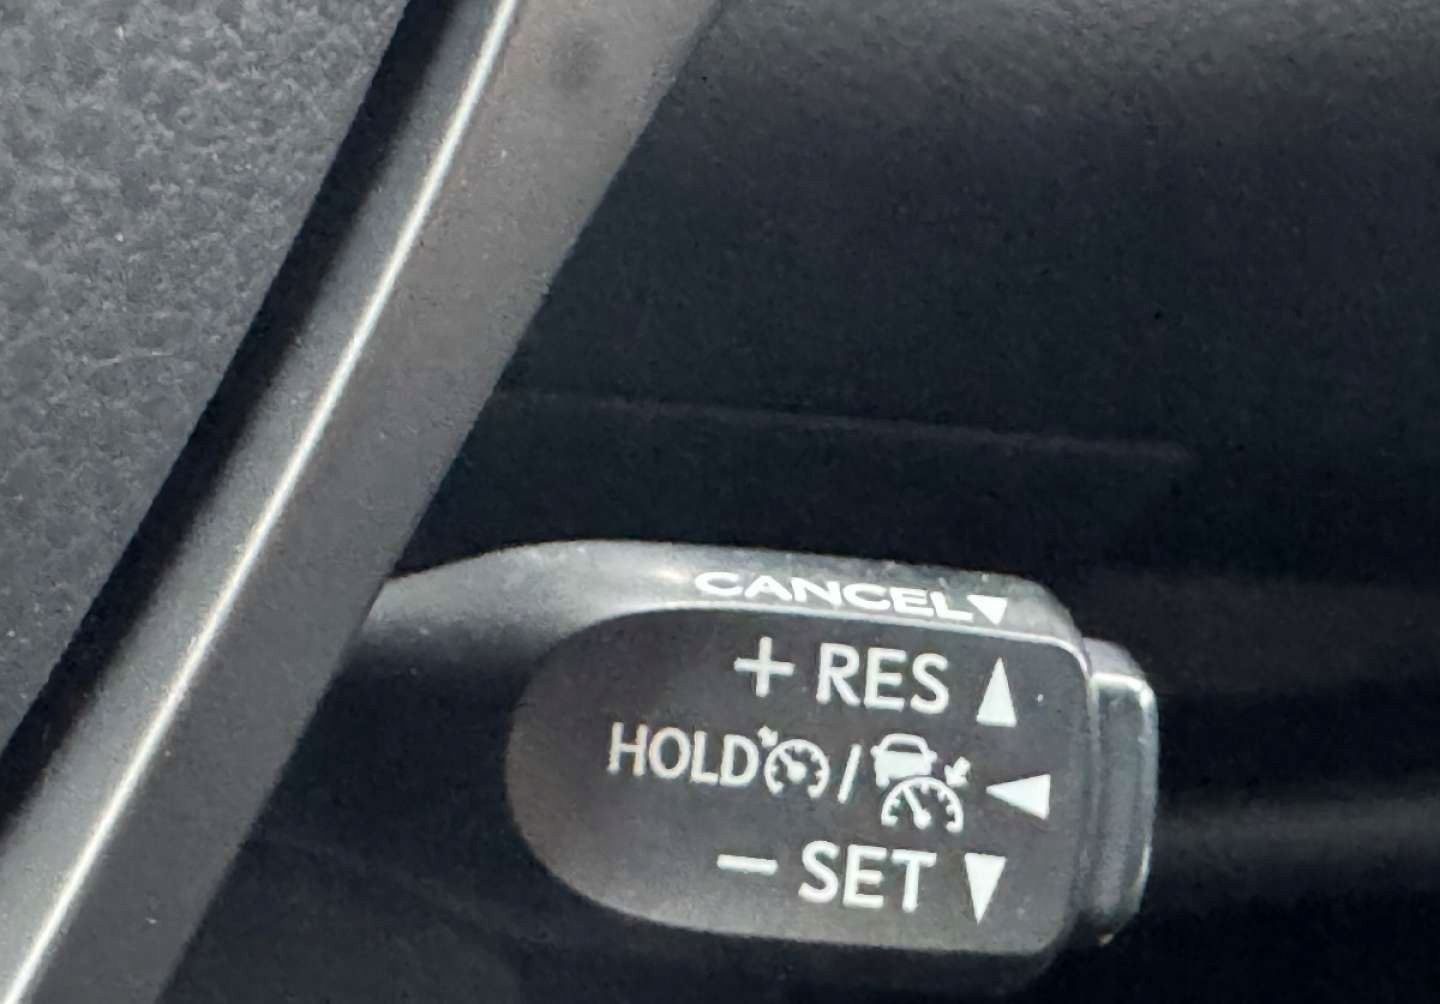 CANCEL▼
+ RES ▲
HOLD / ◀
− SET ▼